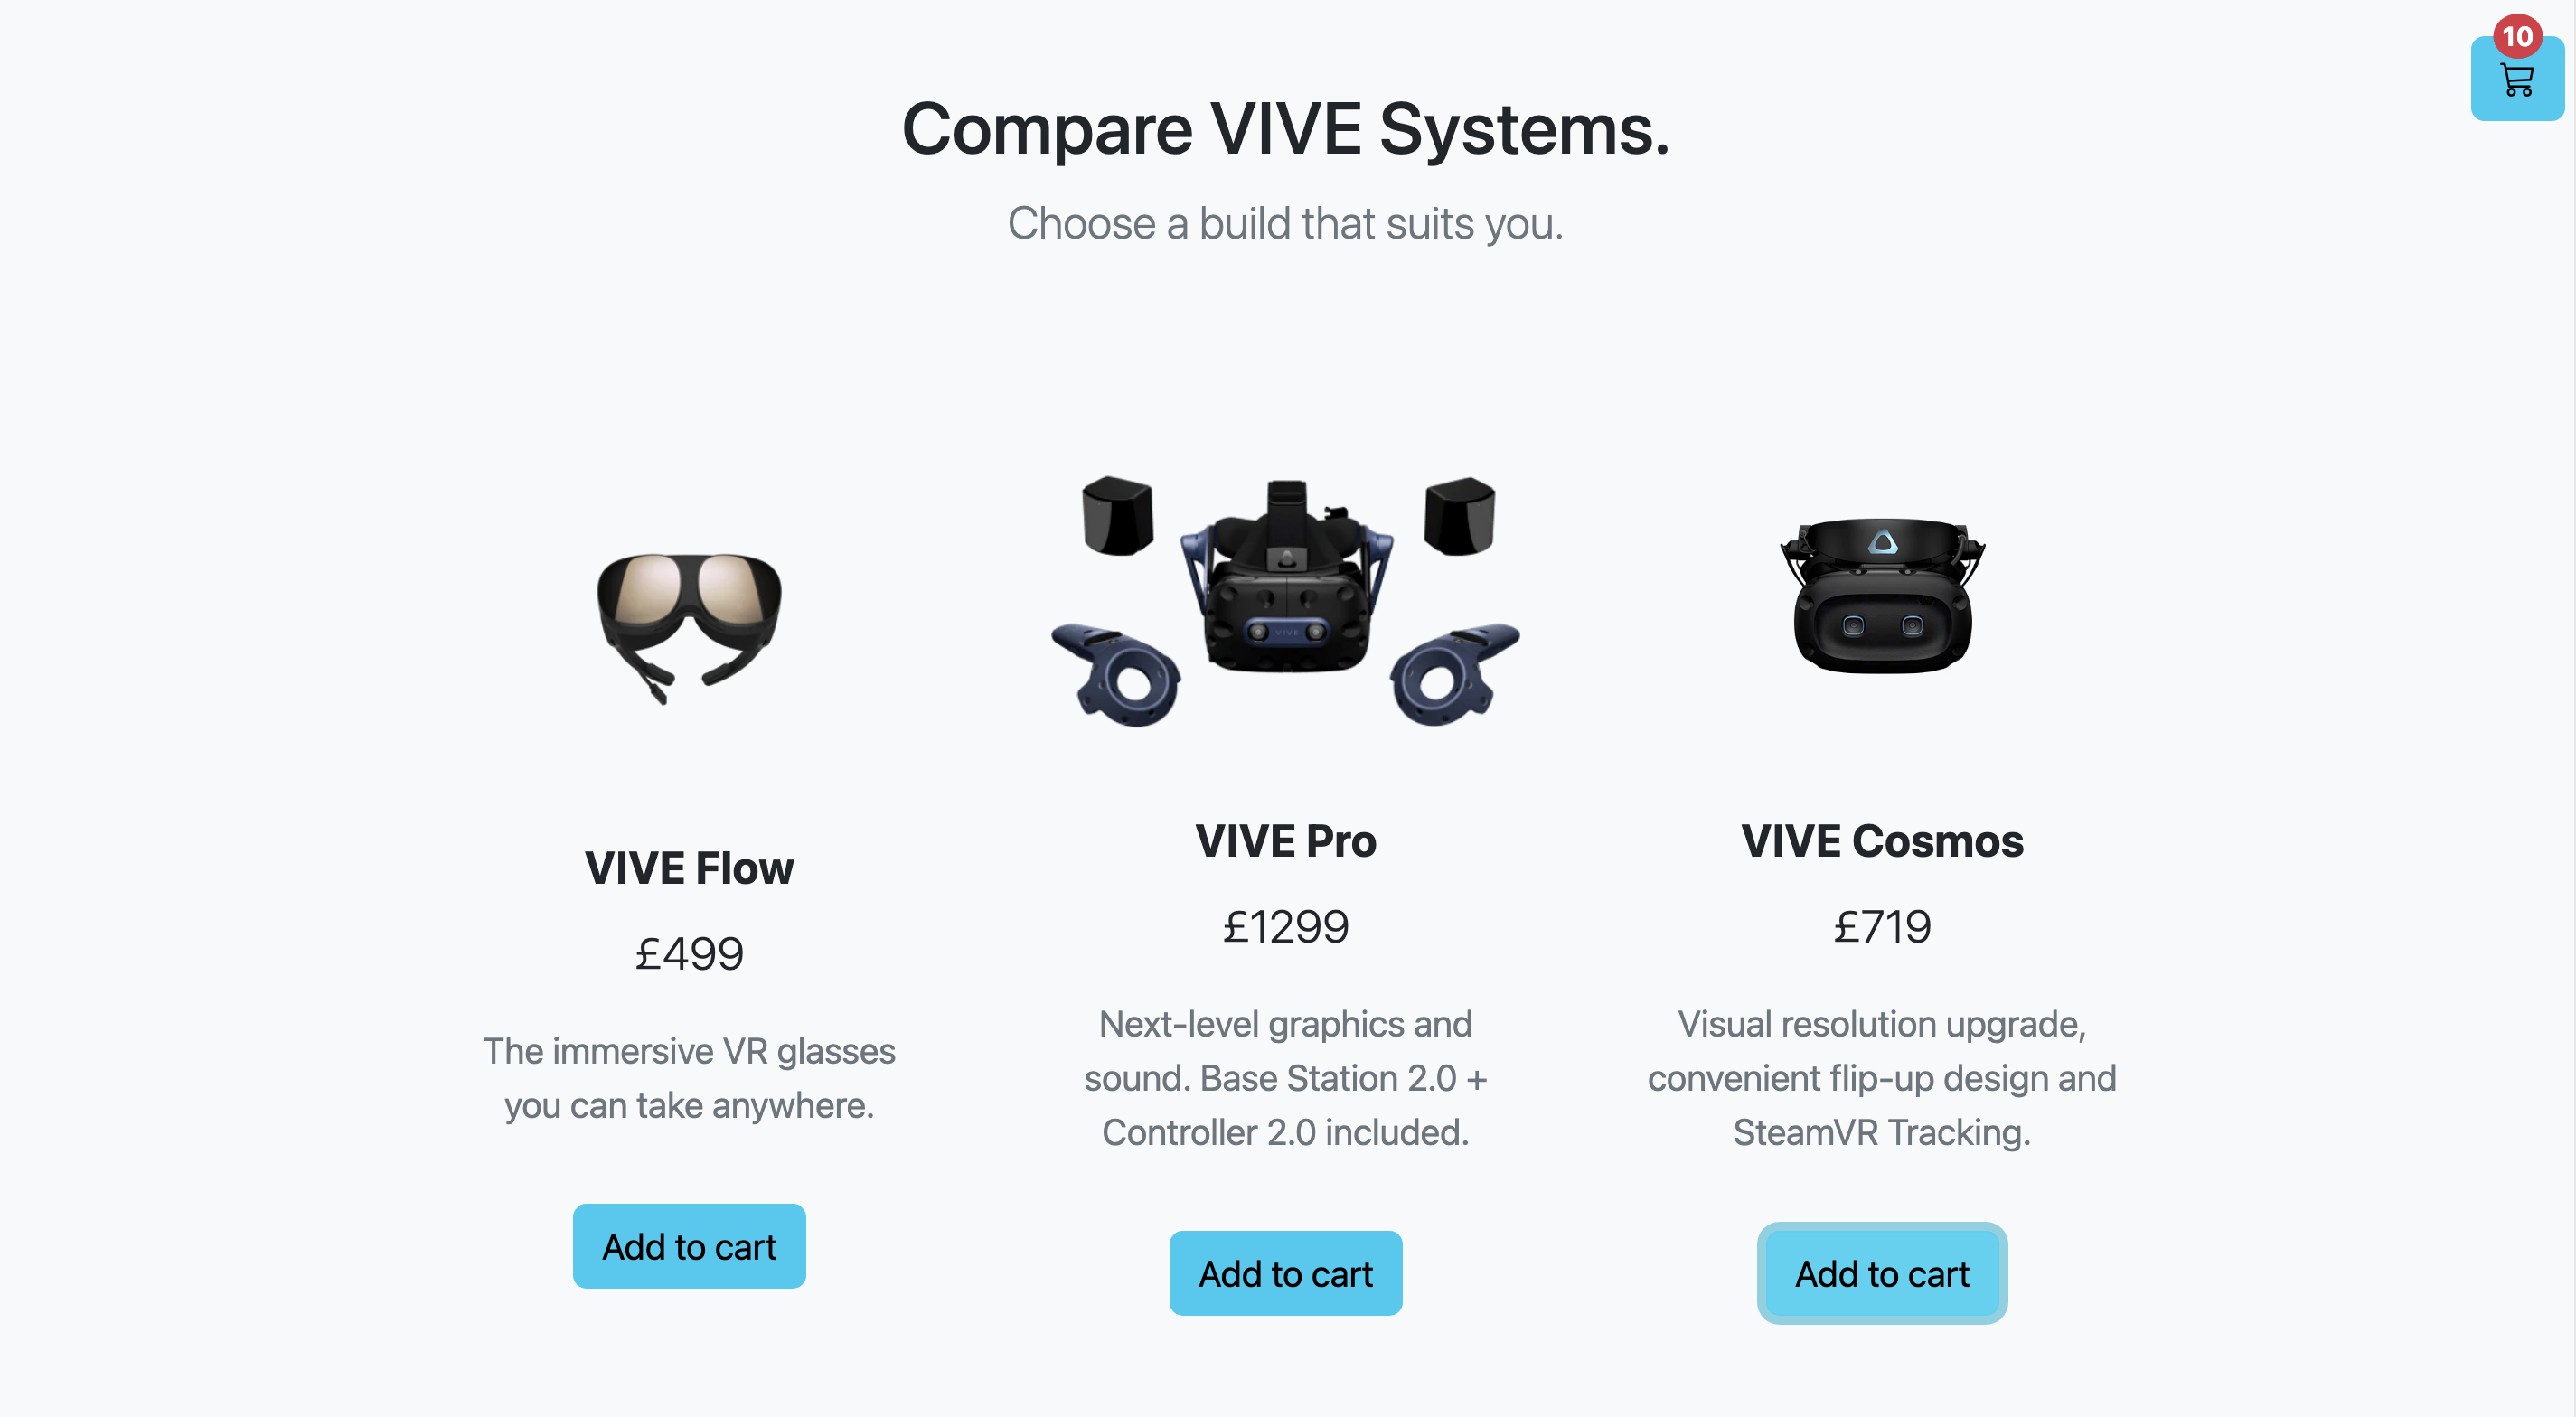 10
Compare VIVE Systems.
Choose a build that suits you.
VIVE
VIVE Flow
£499
The immersive VR glasses
you can take anywhere.
Add to cart
VIVE Pro
£1299
Next-level graphics and
sound. Base Station 2.0 +
Controller 2.0 included.
Add to cart
VIVE Cosmos
£719
Visual resolution upgrade,
convenient flip-up design and
SteamVR Tracking.
Add to cart